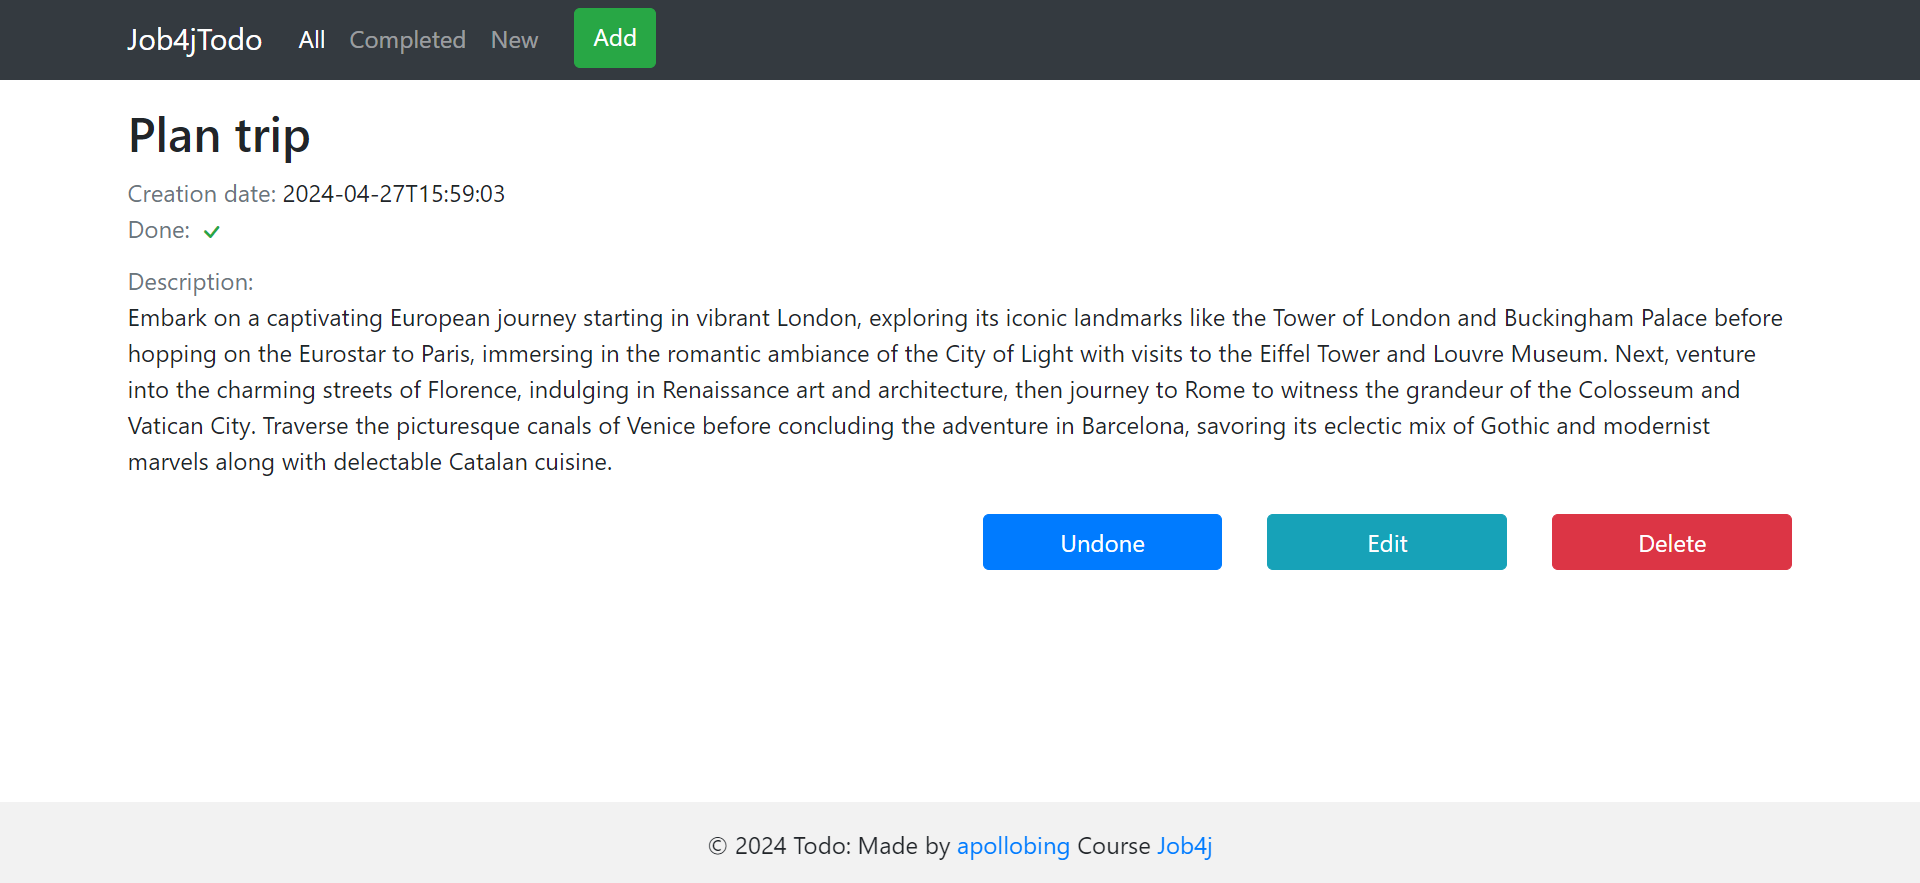 Job4jTodo All Completed New Add
Plan trip
Creation date: 2024-04-27T15:59:03
Done:
Description:
Embark on a captivating European journey starting in vibrant London, exploring its iconic landmarks like the Tower of London and Buckingham Palace before
hopping on the Eurostar to Paris, immersing in the romantic ambiance of the City of Light with visits to the Eiffel Tower and Louvre Museum. Next, venture
into the charming streets of Florence, indulging in Renaissance art and architecture, then journey to Rome to witness the grandeur of the Colosseum and
Vatican City. Traverse the picturesque canals of Venice before concluding the adventure in Barcelona, savoring its eclectic mix of Gothic and modernist
marvels along with delectable Catalan cuisine.
Undone Edit Delete
© 2024 Todo: Made by apollobing Course Job4j